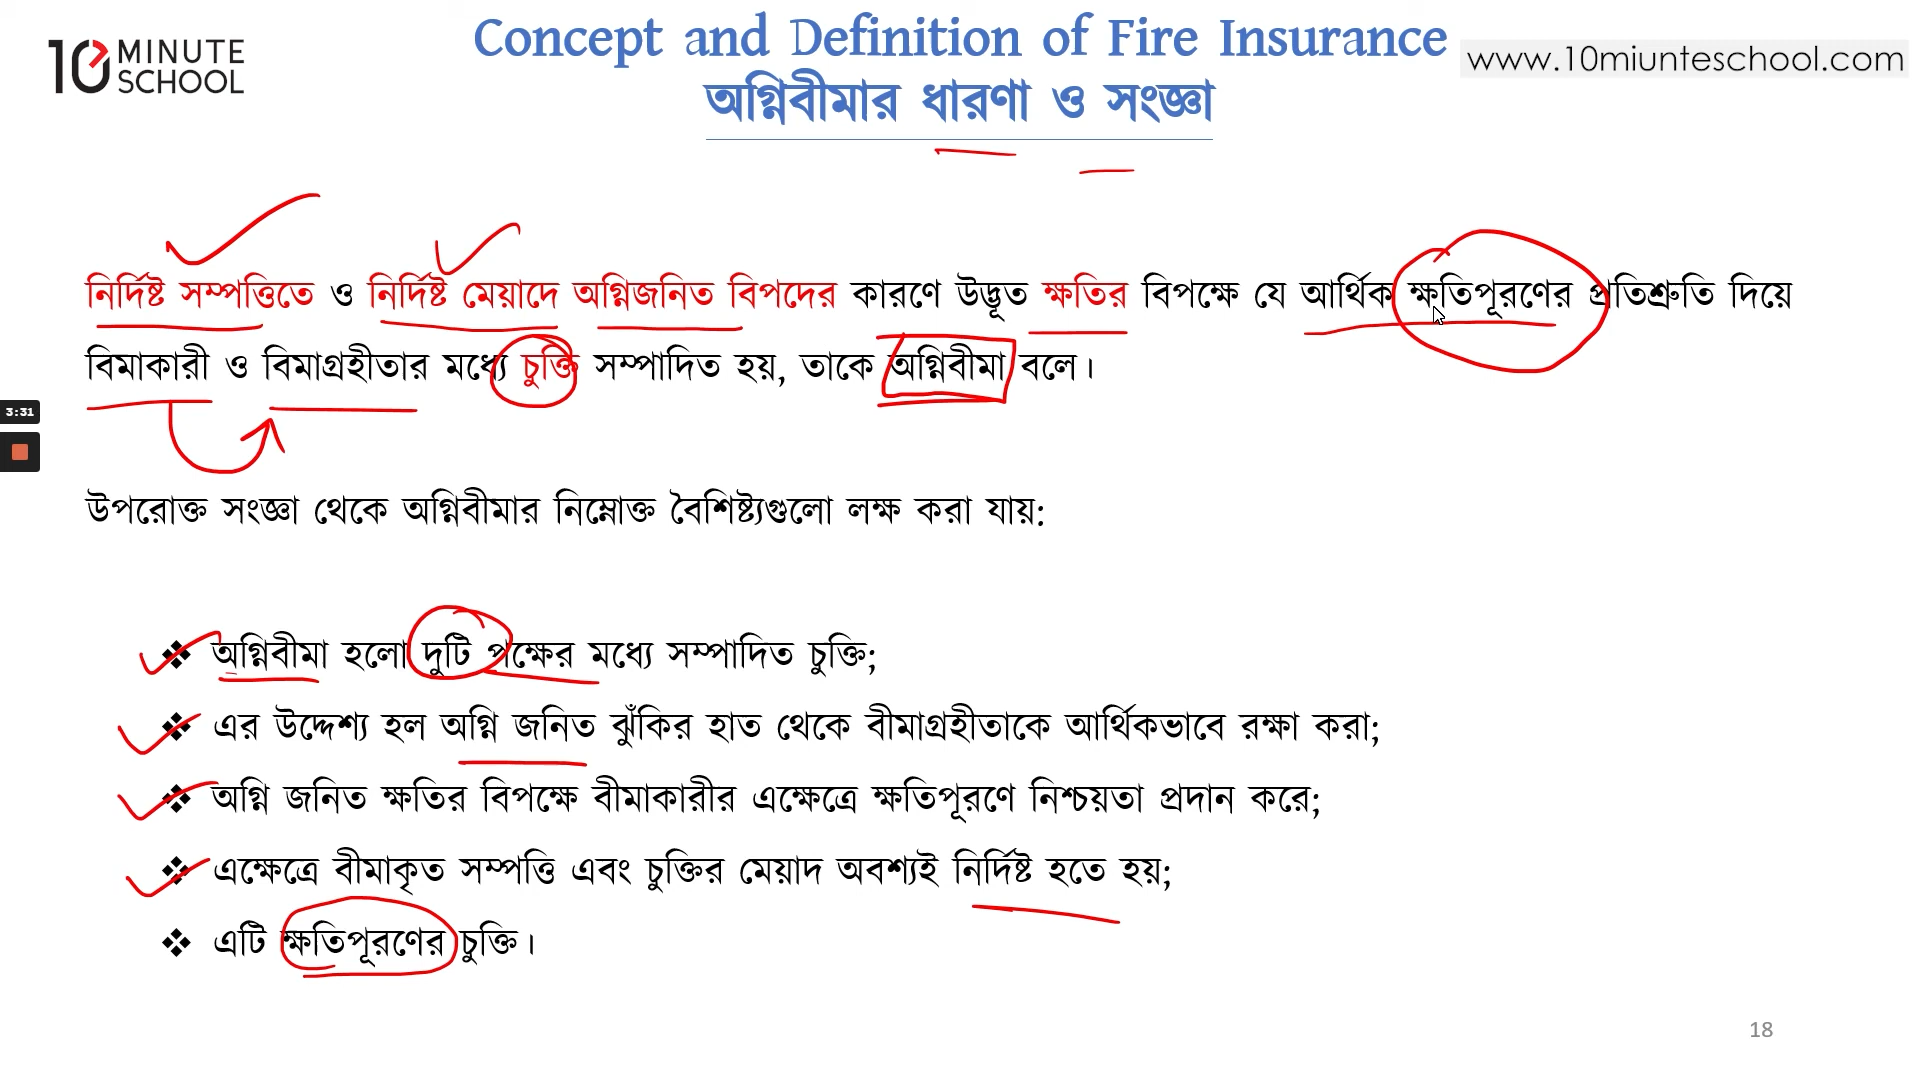 10 MINUTE SCHOOL
Concept and Definition of Fire Insurance
www.10miunteschool.com
অগ্নিবীমার ধারণা ও সংজ্ঞা
নির্দিষ্ট সম্পত্তিতে ও নির্দিষ্ট মেয়াদে অগ্নিজনিত বিপদের কারণে উদ্ভূত ক্ষতির বিপক্ষে যে আর্থিক ক্ষতিপূরণের প্রতিশ্রুতি দিয়ে
বিমাকারী ও বিমাগ্রহীতার মধ্যে চুক্তি সম্পাদিত হয়, তাকে অগ্নিবীমা বলে।
3:31
উপরোক্ত সংজ্ঞা থেকে অগ্নিবীমার নিম্নোক্ত বৈশিষ্ট্যগুলো লক্ষ করা যায়:
❖ অগ্নিবীমা হলো দুটি পক্ষের মধ্যে সম্পাদিত চুক্তি;
❖ এর উদ্দেশ্য হল অগ্নি জনিত ঝুঁকির হাত থেকে বীমাগ্রহীতাকে আর্থিকভাবে রক্ষা করা;
❖ অগ্নি জনিত ক্ষতির বিপক্ষে বীমাকারীর এক্ষেত্রে ক্ষতিপূরণে নিশ্চয়তা প্রদান করে;
❖ এক্ষেত্রে বীমাকৃত সম্পত্তি এবং চুক্তির মেয়াদ অবশ্যই নির্দিষ্ট হতে হয়;
❖ এটি ক্ষতিপূরণের চুক্তি।
18